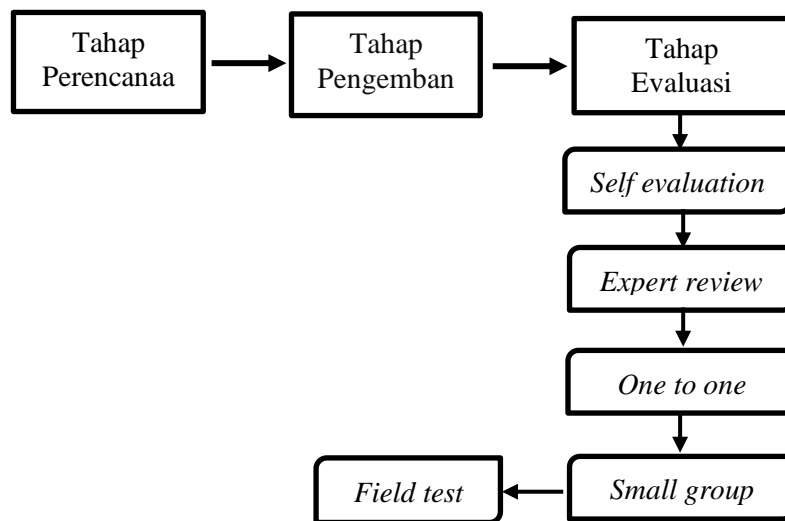 Tahap
Perencanaa
Tahap
Pengemban
Tahap
Evaluasi
Self evaluation
Expert review
One to one
Small group
Field test